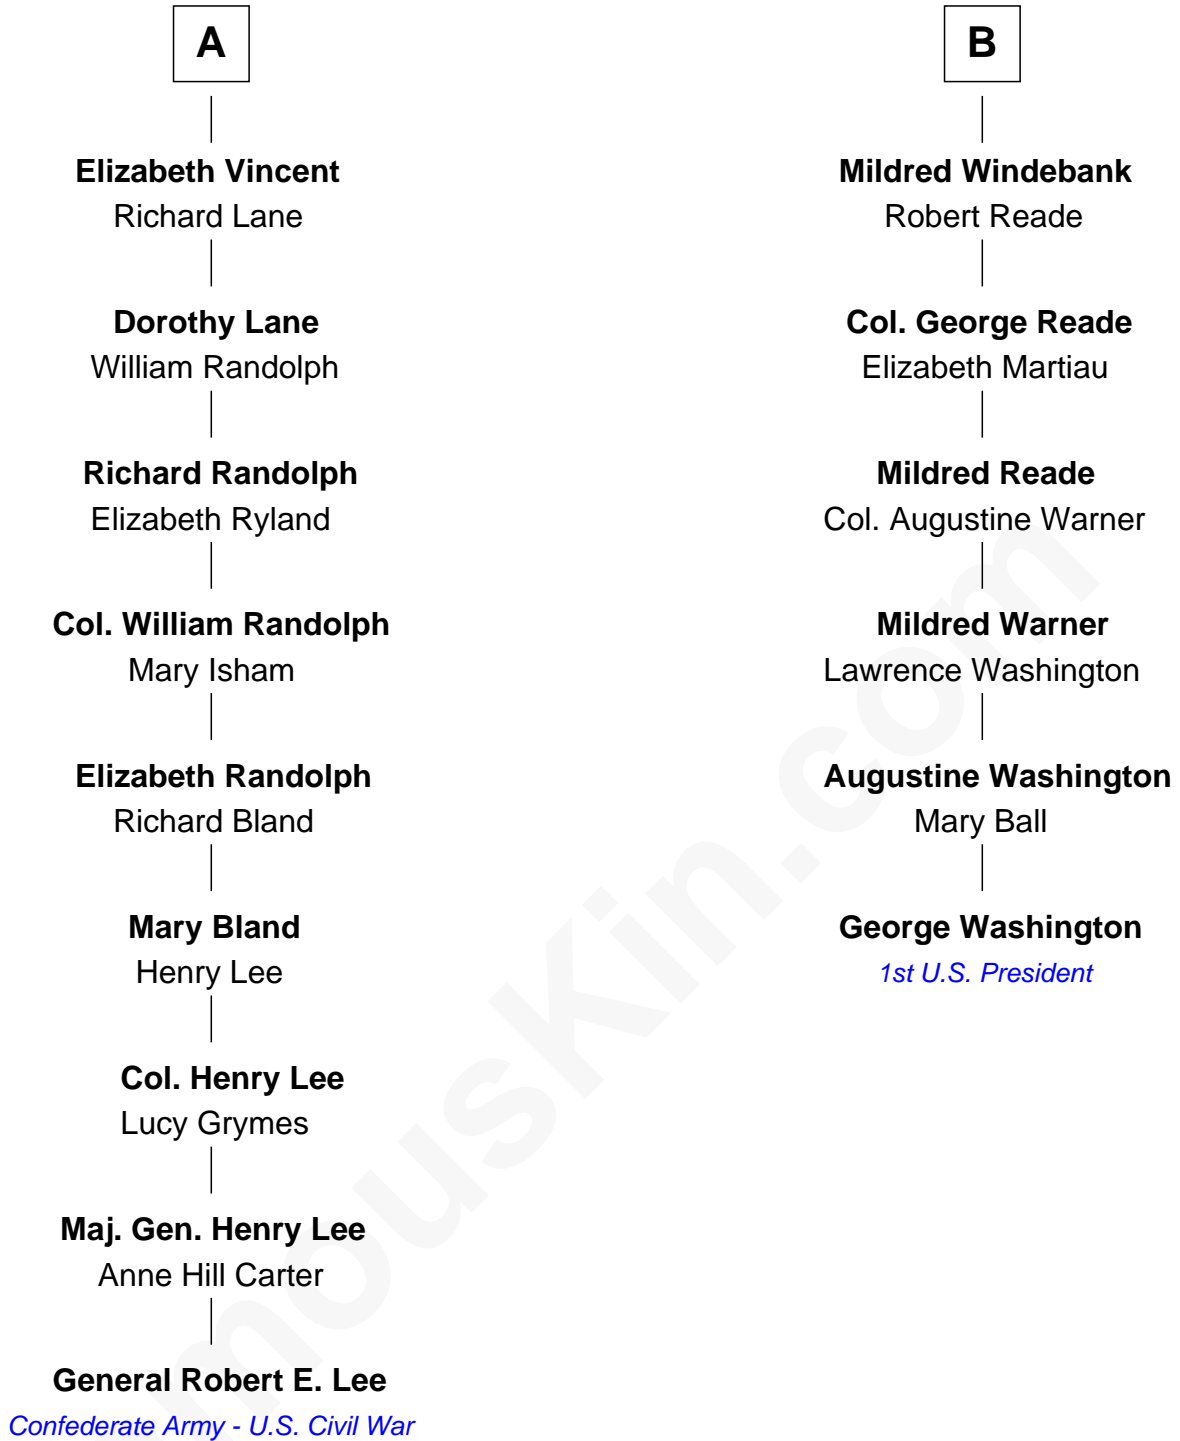 A
Elizabeth Vincent
Richard Lane
Dorothy Lane
William Randolph
Richard Randolph
Elizabeth Ryland
Col. William Randolph
Mary Isham
Elizabeth Randolph
Richard Bland
Mary Bland
Henry Lee
Col. Henry Lee
Lucy Grymes
Maj. Gen. Henry Lee
Anne Hill Carter
General Robert E. Lee
Confederate Army - U.S. Civil War
B
Mildred Windebank
Robert Reade
Col. George Reade
Elizabeth Martiau
Mildred Reade
Col. Augustine Warner
Mildred Warner
Lawrence Washington
Augustine Washington
Mary Ball
George Washington
1st U.S. President
mousKin.com